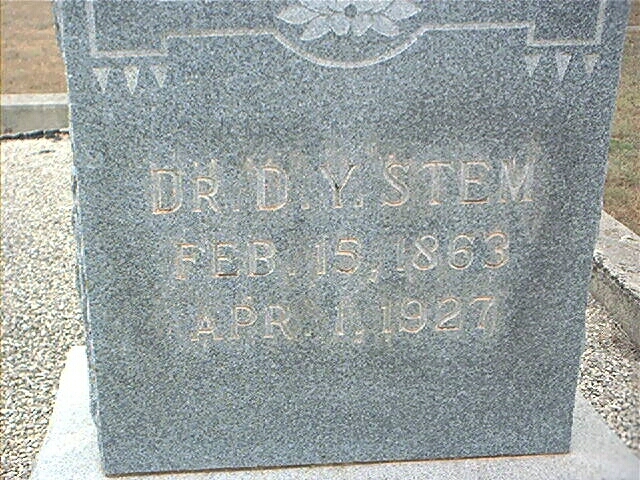 DR. D. Y. STEM
FEB. 15, 1863
APR. 1, 1927